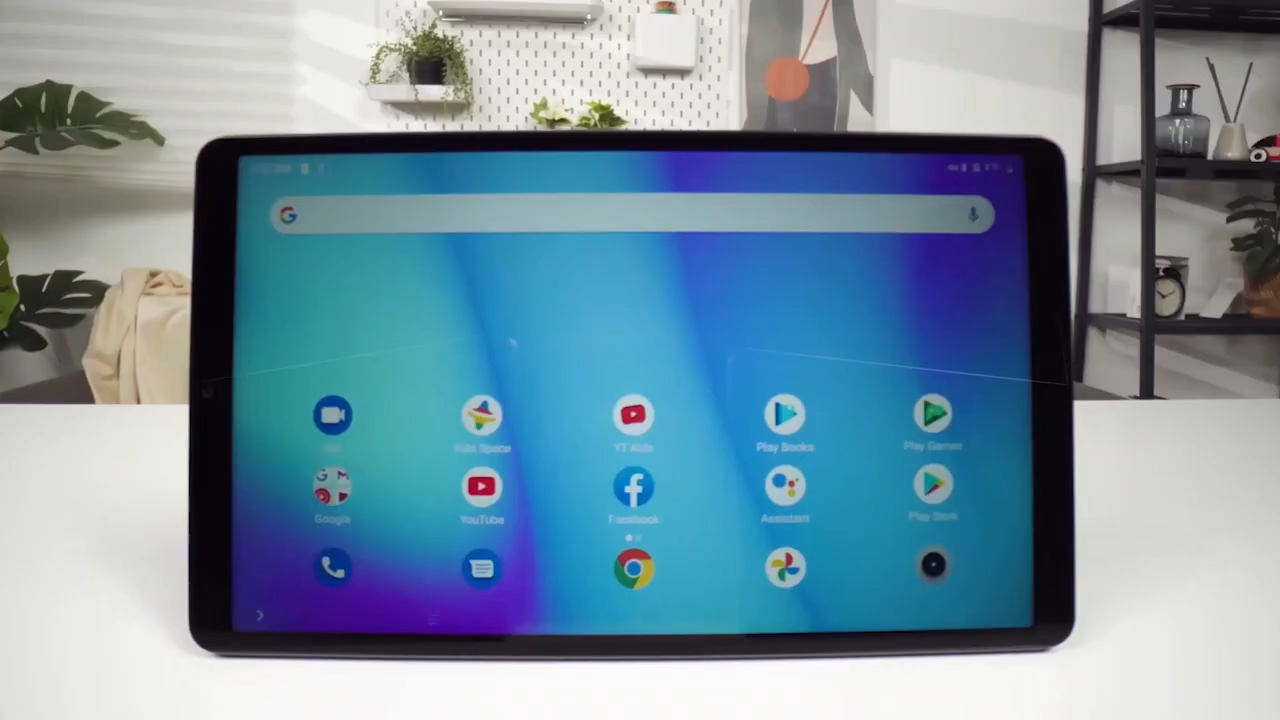 Kids Space
YT Kids
Play Books
Play Games
Google
YouTube
Facebook
Assistant
Play Store